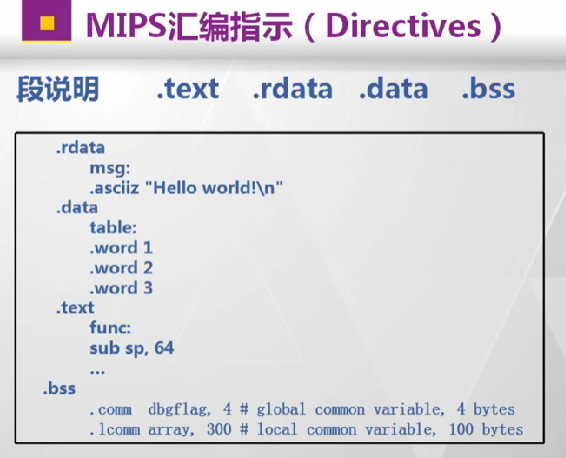 MIPS汇编指示（Directives）
段说明 .text .rdata .data .bss
.rdata
msg:
.asciiz "Hello world!\n"
.data
table:
.word 1
.word 2
.word 3
.text
func:
sub sp, 64
...
.bss
.comm dbgflag, 4 # global common variable, 4 bytes
.lcomm array, 300 # local common variable, 100 bytes